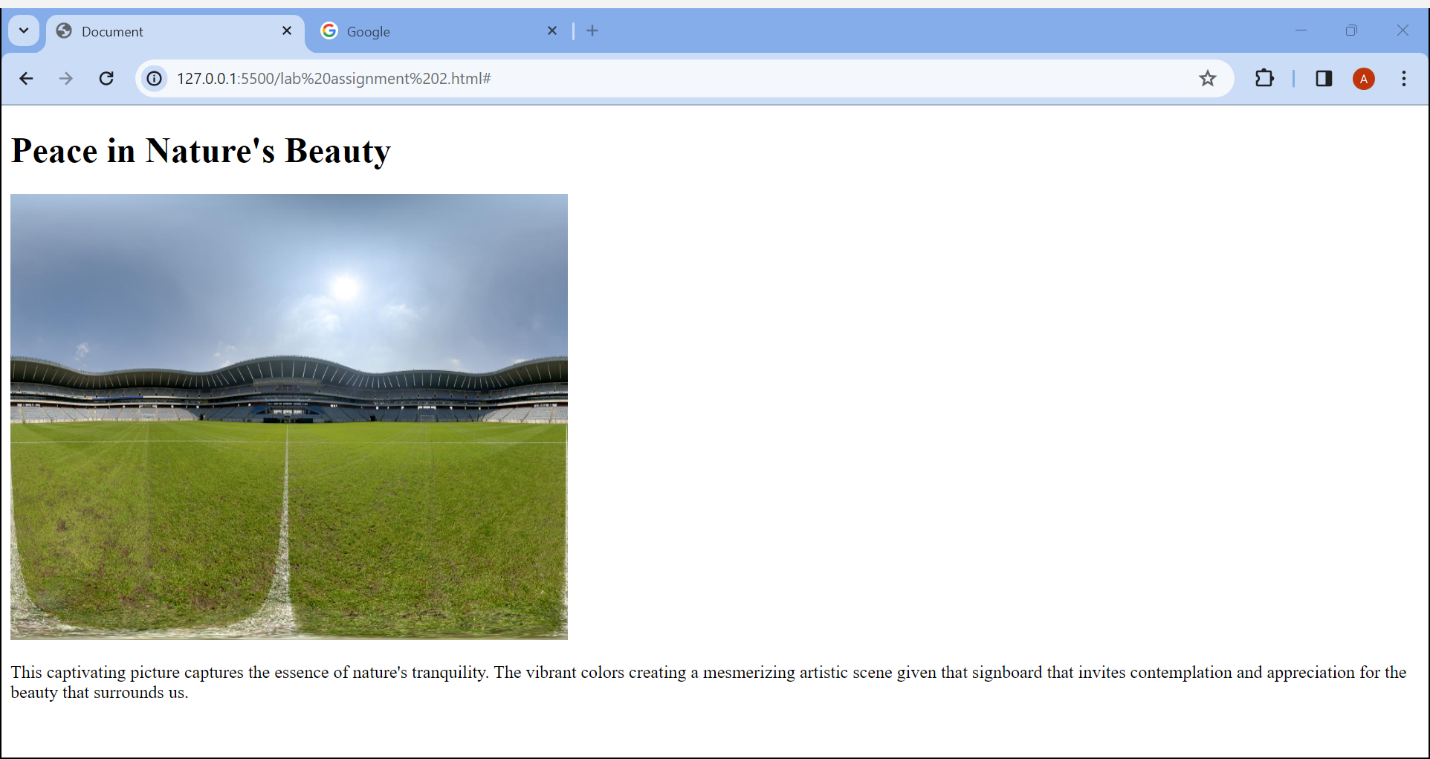 Document
Google
127.0.0.1:5500/lab%20assignment%202.html#
A
Peace in Nature's Beauty
This captivating picture captures the essence of nature's tranquility. The vibrant colors creating a mesmerizing artistic scene given that signboard that invites contemplation and appreciation for the
beauty that surrounds us.